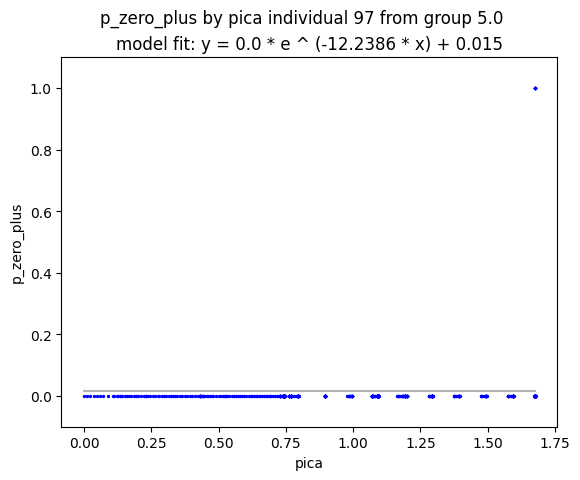 p_zero_plus by pica individual 97 from group 5.0
model fit: y = 0.0 * e ^ (-12.2386 * x) + 0.015
1.0
0.8
0.6
0.4
0.2
0.0
p_zero_plus
0.00 0.25 0.50 0.75 1.00 1.25 1.50 1.75
pica